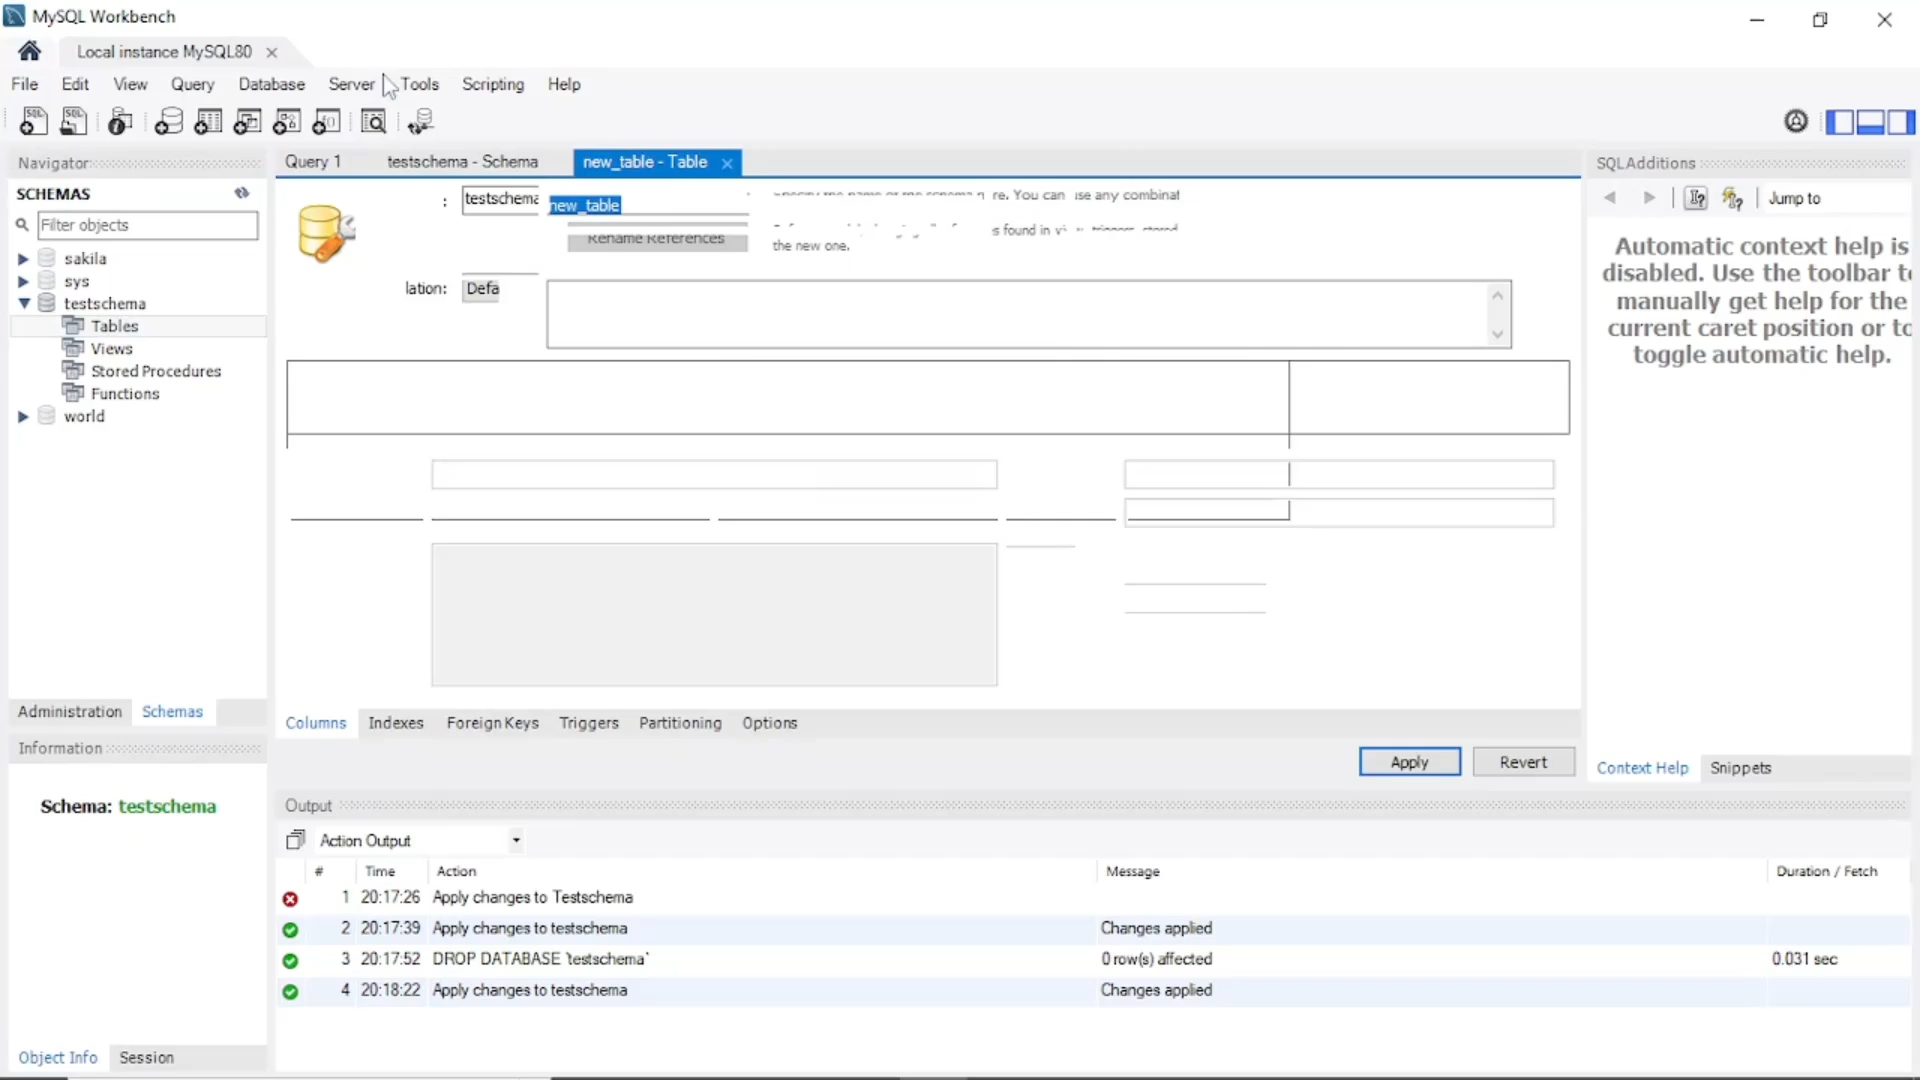 MySQL Workbench
Local instance MySQL80
File Edit View Query Database Server Tools Scripting Help
Navigator
SCHEMAS
Filter objects
sakila
sys
testschema
Tables
Views
Stored Procedures
Functions
world
Administration Schemas
Information
Schema: testschema
Object Info Session
Query 1 testschema - Schema new_table - Table
: testschema new_table
re. You can use any combinat
Rename References
s found in
the new one.
lation: Defa
Columns Indexes Foreign Keys Triggers Partitioning Options
Apply Revert
SQLAdditions
Jump to
Automatic context help is
disabled. Use the toolbar to
manually get help for the
current caret position or to
toggle automatic help.
Context Help Snippets
Output
Action Output
# Time Action Message Duration / Fetch
1 20:17:26 Apply changes to Testschema
2 20:17:39 Apply changes to testschema Changes applied
3 20:17:52 DROP DATABASE `testschema` 0 row(s) affected 0.031 sec
4 20:18:22 Apply changes to testschema Changes applied